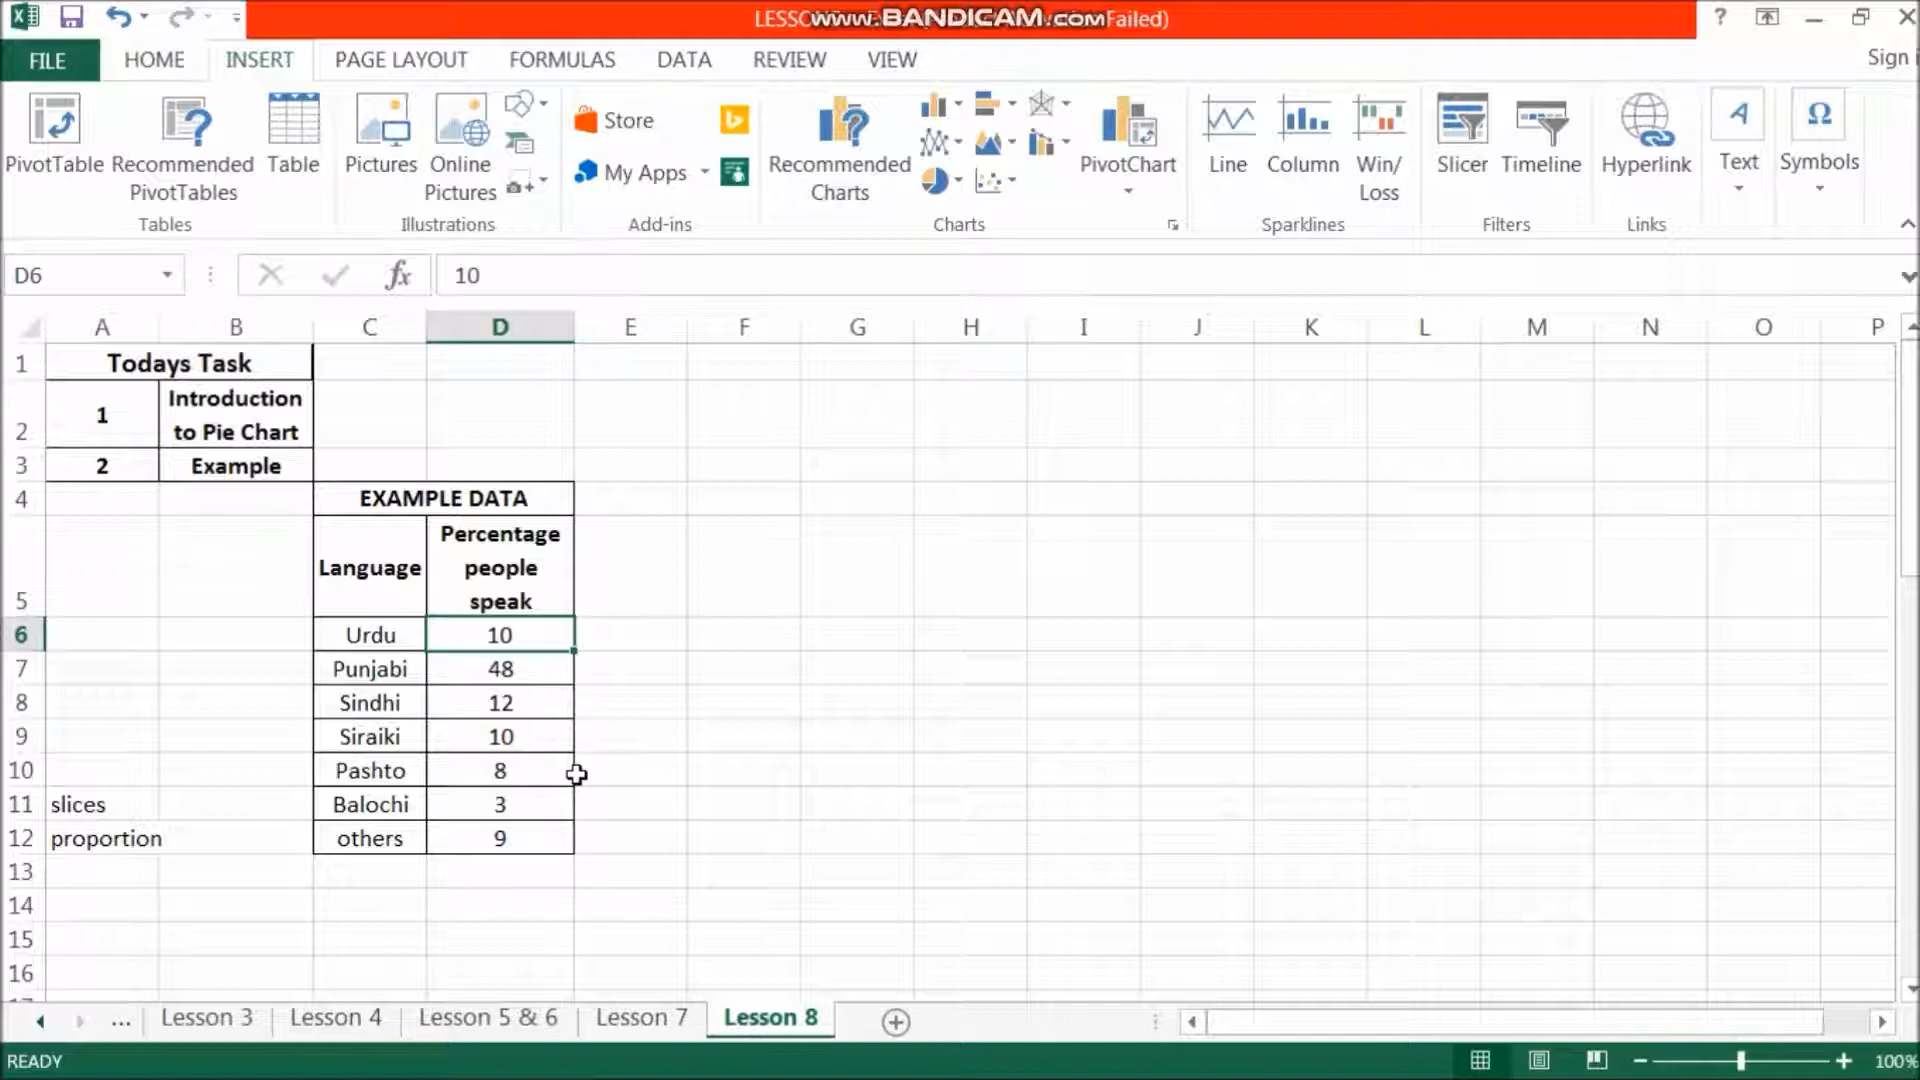 LESSO www.BANDICAM.com Failed)
Sign i
FILE HOME INSERT PAGE LAYOUT FORMULAS DATA REVIEW VIEW
PivotTable
Recommended
PivotTables
Table
Tables
Pictures
Online
Pictures
Illustrations
Store
My Apps
Add-ins
Recommended
Charts
PivotChart
Charts
Line
Column
Win/
Loss
Sparklines
Slicer
Timeline
Filters
Hyperlink
Links
Text
Symbols
D6 fx 10
A B C D E F G H I J K L M N O P
1 Todays Task
2 1 Introduction
to Pie Chart
3 2 Example
4 EXAMPLE DATA
5 Language Percentage
people
speak
6 Urdu 10
7 Punjabi 48
8 Sindhi 12
9 Siraiki 10
10 Pashto 8
11 slices Balochi 3
12 proportion others 9
13
14
15
16
... Lesson 3 Lesson 4 Lesson 5 & 6 Lesson 7 Lesson 8
READY 100%